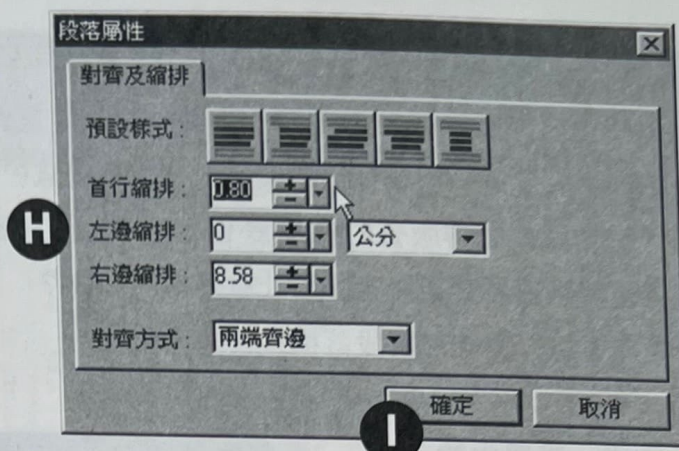 段落屬性
對齊及縮排
預設樣式：
首行縮排： 0.80
H
左邊縮排： 0 公分
右邊縮排： 8.58
對齊方式： 兩端齊邊
確定 取消
I